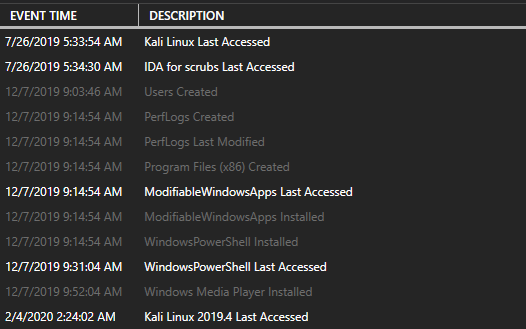 EVENT TIME DESCRIPTION
7/26/2019 5:33:54 AM Kali Linux Last Accessed
7/26/2019 5:34:30 AM IDA for scrubs Last Accessed
12/7/2019 9:03:46 AM Users Created
12/7/2019 9:14:54 AM PerfLogs Created
12/7/2019 9:14:54 AM PerfLogs Last Modified
12/7/2019 9:14:54 AM Program Files (x86) Created
12/7/2019 9:14:54 AM ModifiableWindowsApps Last Accessed
12/7/2019 9:14:54 AM ModifiableWindowsApps Installed
12/7/2019 9:14:54 AM WindowsPowerShell Installed
12/7/2019 9:31:04 AM WindowsPowerShell Last Accessed
12/7/2019 9:52:04 AM Windows Media Player Installed
2/4/2020 2:24:02 AM Kali Linux 2019.4 Last Accessed